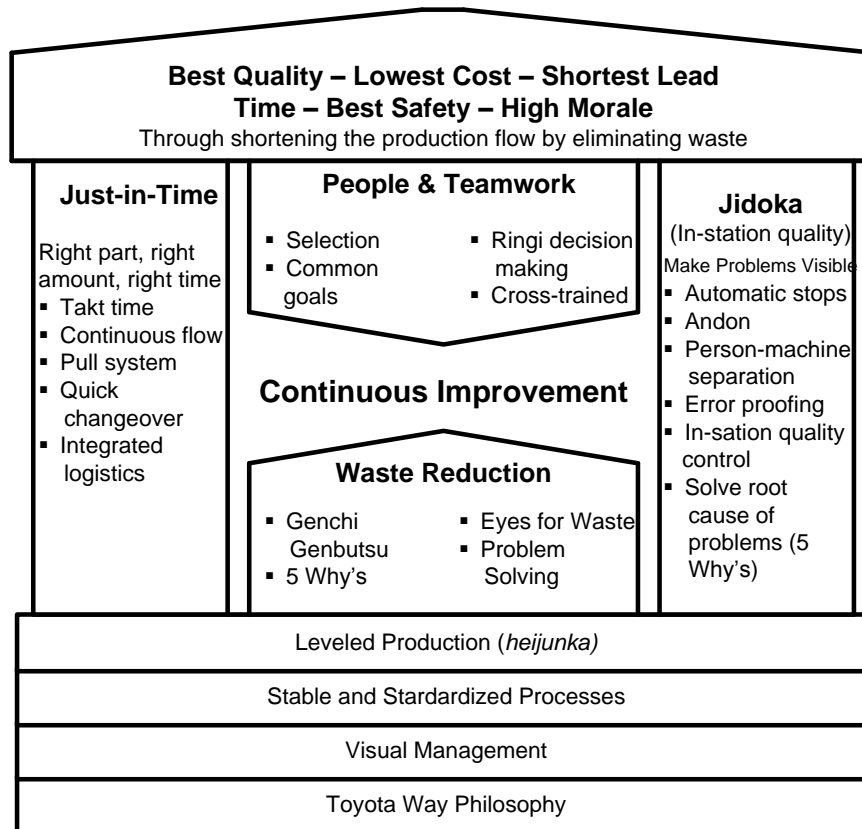 Best Quality – Lowest Cost – Shortest Lead
Time – Best Safety – High Morale
Through shortening the production flow by eliminating waste
Just-in-Time
Right part, right
amount, right time
▪ Takt time
▪ Continuous flow
▪ Pull system
▪ Quick
changeover
▪ Integrated
logistics
People & Teamwork
▪ Selection
▪ Common
goals
▪ Ringi decision
making
▪ Cross-trained
Continuous Improvement
Waste Reduction
▪ Genchi
Genbutsu
▪ 5 Why's
▪ Eyes for Waste
▪ Problem
Solving
Jidoka
(In-station quality)
Make Problems Visible
▪ Automatic stops
▪ Andon
▪ Person-machine
separation
▪ Error proofing
▪ In-sation quality
control
▪ Solve root
cause of
problems (5
Why's)
Leveled Production (heijunka)
Stable and Stardardized Processes
Visual Management
Toyota Way Philosophy